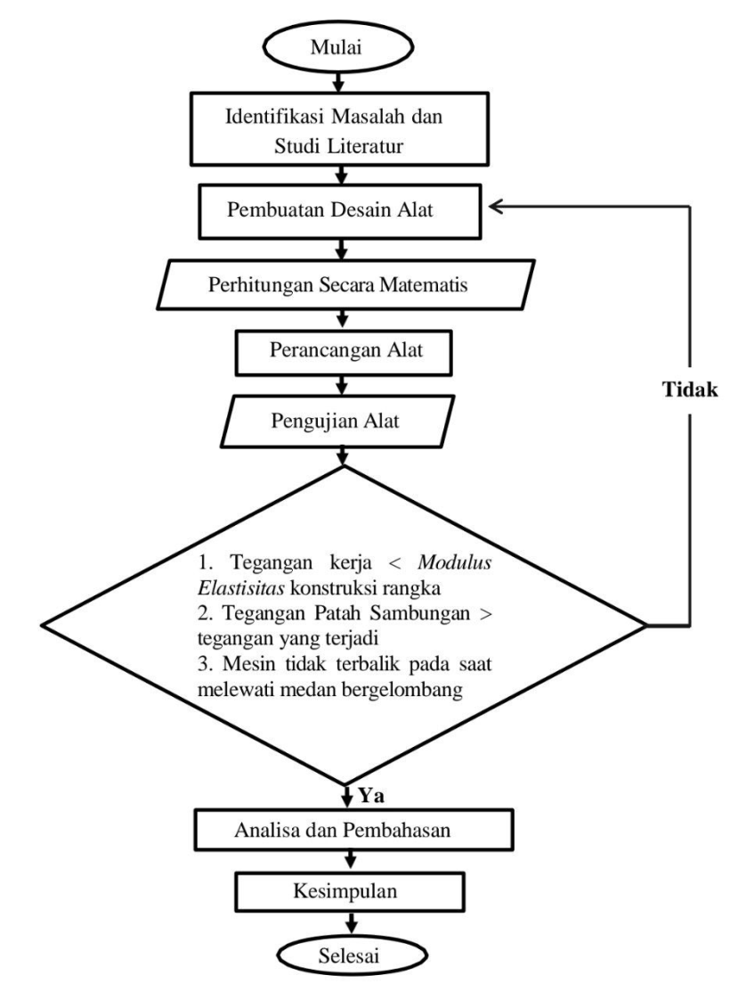 Mulai
Identifikasi Masalah dan
Studi Literatur
Pembuatan Desain Alat
Perhitungan Secara Matematis
Perancangan Alat
Tidak
Pengujian Alat
1. Tegangan kerja < Modulus
Elastisitas konstruksi rangka
2. Tegangan Patah Sambungan >
tegangan yang terjadi
3. Mesin tidak terbalik pada saat
melewati medan bergelombang
Ya
Analisa dan Pembahasan
Kesimpulan
Selesai